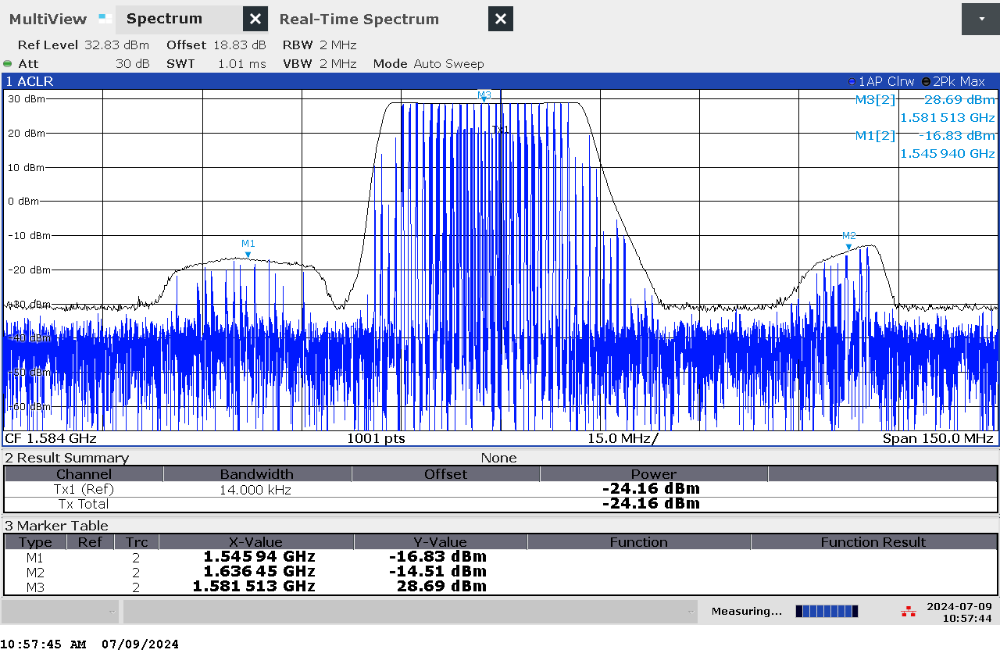 MultiView Spectrum Real-Time Spectrum
Ref Level 32.83 dBm Offset 18.83 dB RBW 2 MHz
Att 30 dB SWT 1.01 ms VBW 2 MHz Mode Auto Sweep
1 ACLR 1AP Clrw 2Pk Max
M3
30 dBm M3[2] 28.69 dBm
1.581 513 GHz
Tx1
20 dBm M1[2] -16.83 dBm
1.545 940 GHz
10 dBm
0 dBm
-10 dBm
M1 M2
-20 dBm
-30 dBm
-40 dBm
-50 dBm
-60 dBm
CF 1.584 GHz 1001 pts 15.0 MHz/ Span 150.0 MHz
2 Result Summary None
Channel Bandwidth Offset Power
Tx1 (Ref) 14.000 kHz -24.16 dBm
Tx Total -24.16 dBm
3 Marker Table
Type Ref Trc X-Value Y-Value Function Function Result
M1 2 1.545 94 GHz -16.83 dBm
M2 2 1.636 45 GHz -14.51 dBm
M3 2 1.581 513 GHz 28.69 dBm
Measuring... 2024-07-09
10:57:44
10:57:45 AM 07/09/2024